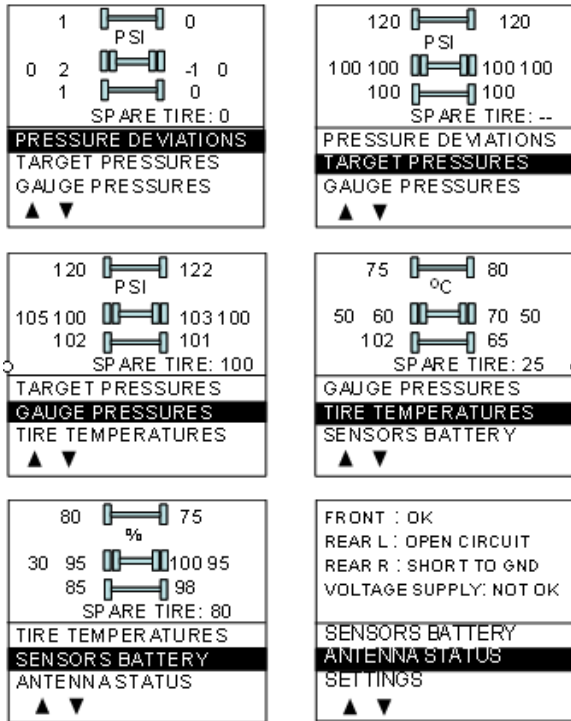 1 0
PSI
0 2 -1 0
1 0
SPARE TIRE: 0
PRESSURE DEVIATIONS
TARGET PRESSURES
GAUGE PRESSURES
▲ ▼
120 120
PSI
100 100 100 100
100 100
SPARE TIRE: --
PRESSURE DEVIATIONS
TARGET PRESSURES
GAUGE PRESSURES
▲ ▼
120 122
PSI
105 100 103 100
102 101
SPARE TIRE: 100
TARGET PRESSURES
GAUGE PRESSURES
TIRE TEMPERATURES
▲ ▼
75 80
°C
50 60 70 50
102 65
SPARE TIRE: 25
GAUGE PRESSURES
TIRE TEMPERATURES
SENSORS BATTERY
▲ ▼
80 75
%
30 95 100 95
85 98
SPARE TIRE: 80
TIRE TEMPERATURES
SENSORS BATTERY
ANTENNA STATUS
▲ ▼
FRONT : OK
REAR L : OPEN CIRCUIT
REAR R : SHORT TO GND
VOLTAGE SUPPLY: NOT OK
SENSORS BATTERY
ANTENNA STATUS
SETTINGS
▲ ▼